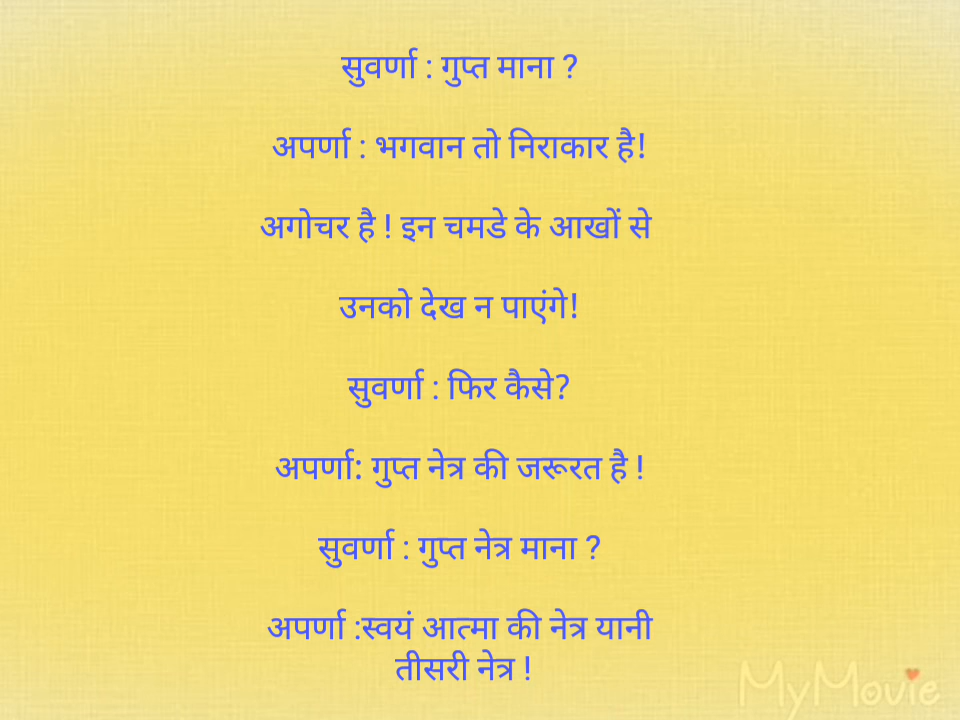 सुवर्णा : गुप्त माना ?
अपर्णा : भगवान तो निराकार है!
अगोचर है ! इन चमडे के आखों से
उनको देख न पाएंगे!
सुवर्णा : फिर कैसे?
अपर्णा: गुप्त नेत्र की जरूरत है !
सुवर्णा : गुप्त नेत्र माना ?
अपर्णा :स्वयं आत्मा की नेत्र यानी
तीसरी नेत्र !
MyMovie